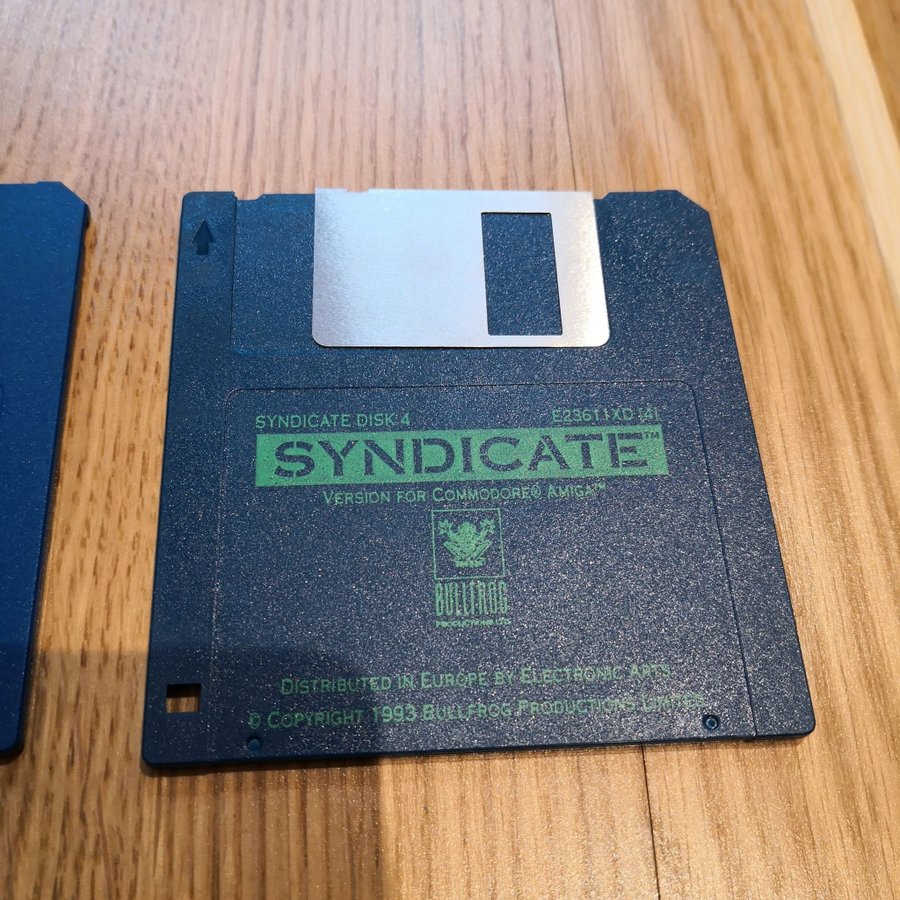 SYNDICATE DISK 4 E23611XD (4)
SYNDICATE™
VERSION FOR COMMODORE® AMIGA™
BULLFROG
PRODUCTIONS LTD.
DISTRIBUTED IN EUROPE BY ELECTRONIC ARTS
© COPYRIGHT 1993 BULLFROG PRODUCTIONS LIMITED